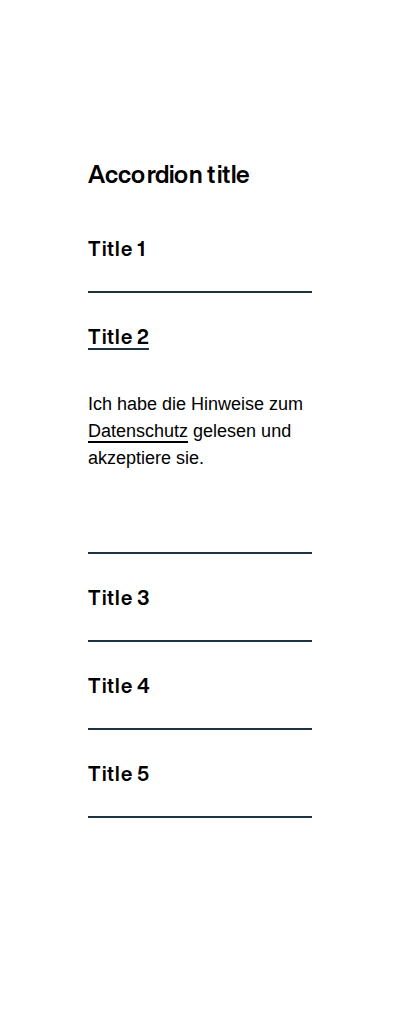 Accordion title
Title 1
Title 2
Ich habe die Hinweise zum
Datenschutz gelesen und
akzeptiere sie.
Title 3
Title 4
Title 5